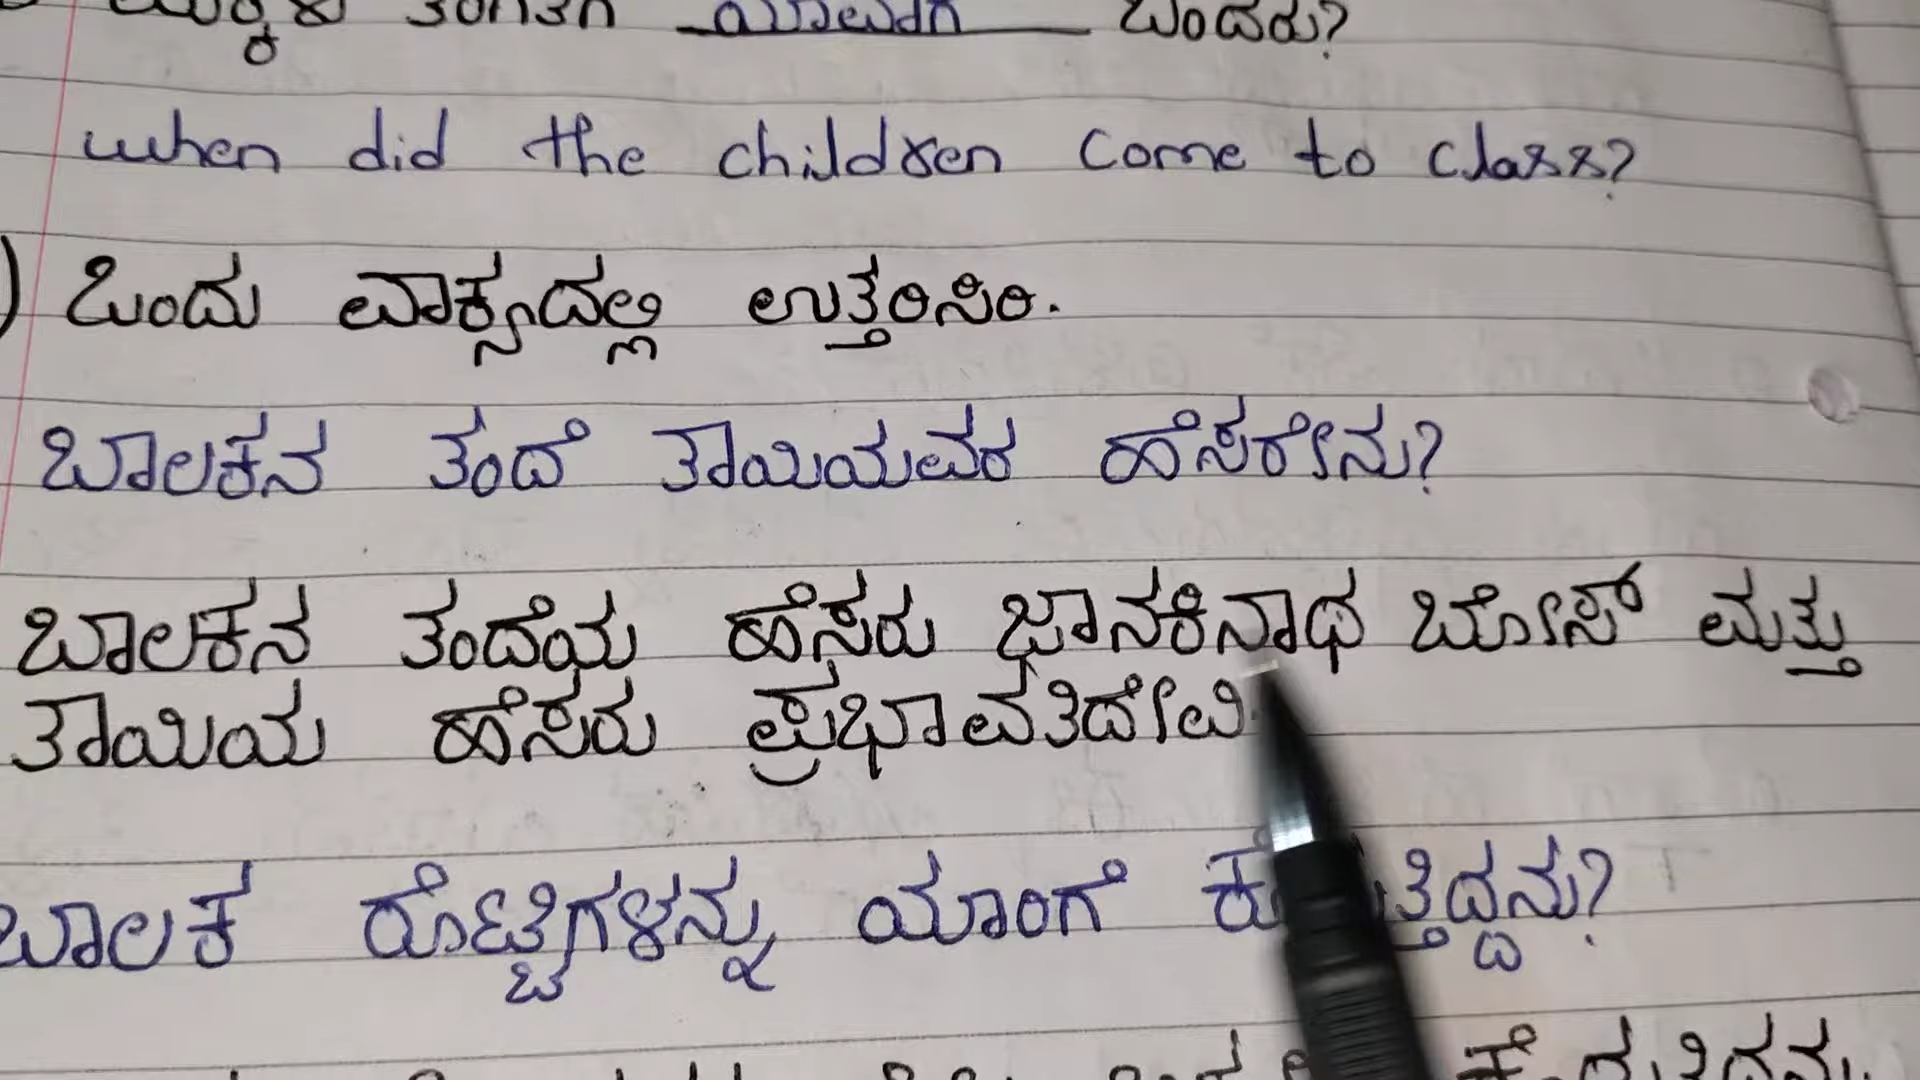 ಯಾವಾಗ ಬಂದರು?
when did the children come to class?
) ಒಂದು ವಾಕ್ಯದಲ್ಲಿ ಉತ್ತರಿಸಿರಿ.
ಬಾಲಕನ ತಂದೆ ತಾಯಿಯವರ ಹೆಸರೇನು?
ಬಾಲಕನ ತಂದೆಯ ಹೆಸರು ಜಾನಕಿನಾಥ ಬೋಸ್ ಮತ್ತು
ತಾಯಿಯ ಹೆಸರು ಪ್ರಭಾವತಿದೇವಿ.
ಬಾಲಕ ರೊಟ್ಟಿಗಳನ್ನು ಯಾರಿಗೆ